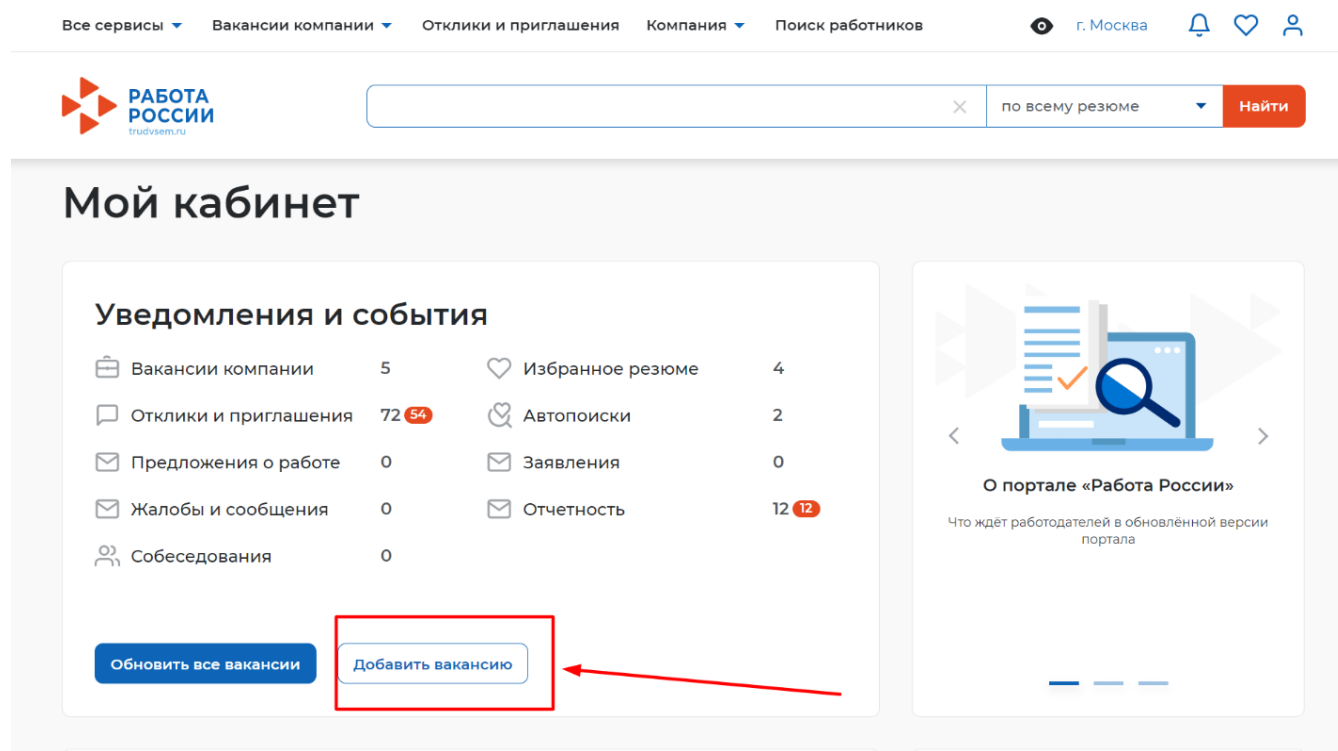 Все сервисы Вакансии компании Отклики и приглашения Компания Поиск работников г. Москва
РАБОТА
РОССИИ
trudvsem.ru
по всему резюме Найти
Мой кабинет
Уведомления и события
Вакансии компании 5 Избранное резюме 4
Отклики и приглашения 72 54 Автопоиски 2
Предложения о работе 0 Заявления 0
Жалобы и сообщения 0 Отчетность 12 12
Собеседования 0
Обновить все вакансии Добавить вакансию
О портале «Работа России»
Что ждёт работодателей в обновлённой версии
портала